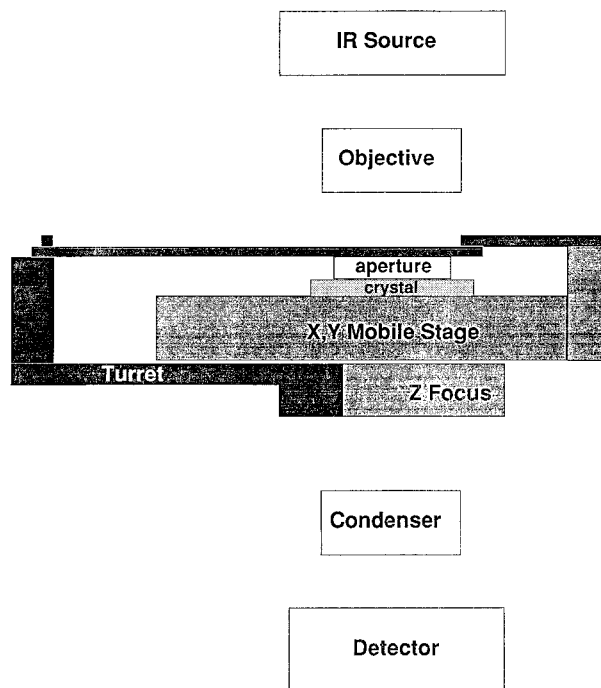 IR Source
Objective
aperture
crystal
X,Y Mobile Stage
Turret
Z Focus
Condenser
Detector